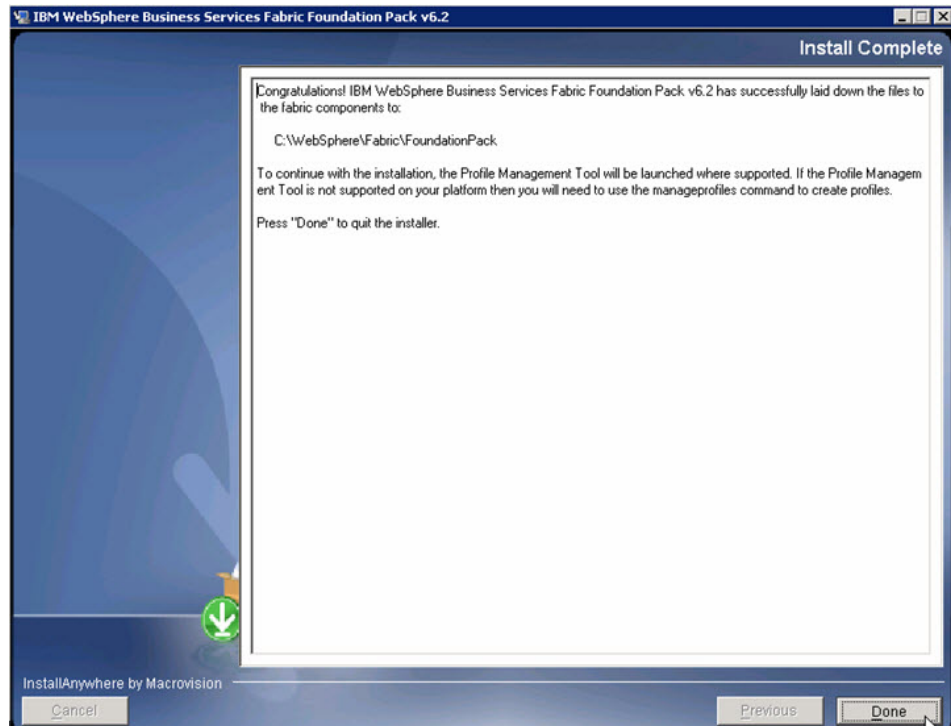 IBM WebSphere Business Services Fabric Foundation Pack v6.2
Install Complete
Congratulations! IBM WebSphere Business Services Fabric Foundation Pack v6.2 has successfully laid down the files to
the fabric components to:
C:\WebSphere\Fabric\FoundationPack
To continue with the installation, the Profile Management Tool will be launched where supported. If the Profile Managem
ent Tool is not supported on your platform then you will need to use the manageprofiles command to create profiles.
Press "Done" to quit the installer.
InstallAnywhere by Macrovision
Cancel
Previous
Done